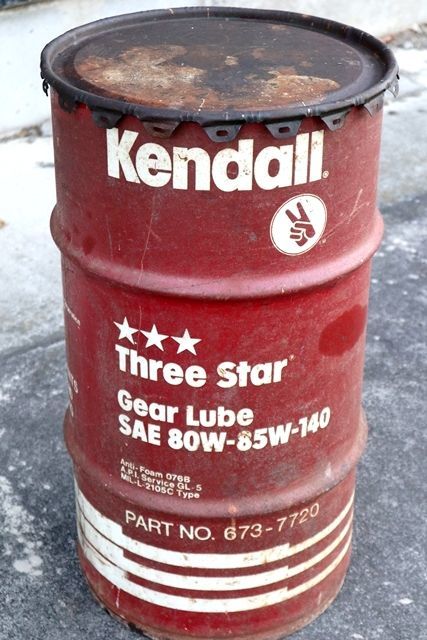 Kendall®
™
★★★
Three Star®
Gear Lube
SAE 80W-85W-140
Anti-Foam 076B
A.P.I. Service GL-5
MIL-L-2105C Type
PART NO. 673-7720